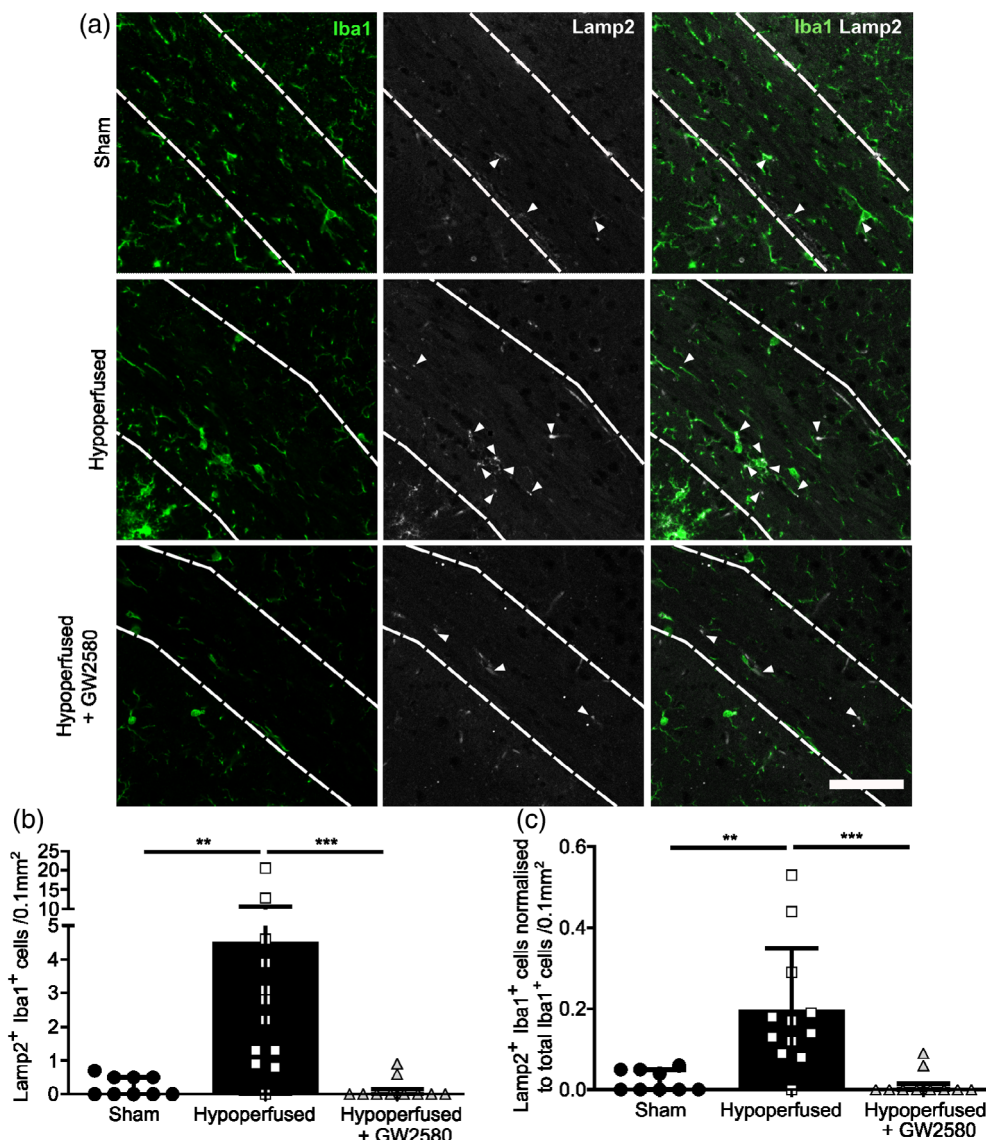 (a)
Iba1
Lamp2
Iba1 Lamp2
Sham
Hypoperfused
Hypoperfused
+ GW2580
(b)
**
***
25
20
15
10
5
5
4
3
2
1
0
Lamp2+ Iba1+ cells /0.1mm²
Sham
Hypoperfused
Hypoperfused
+ GW2580
(c)
**
***
0.6
0.4
0.2
0.0
Lamp2+ Iba1+ cells normalised
to total Iba1+ cells /0.1mm²
Sham
Hypoperfused
Hypoperfused
+ GW2580